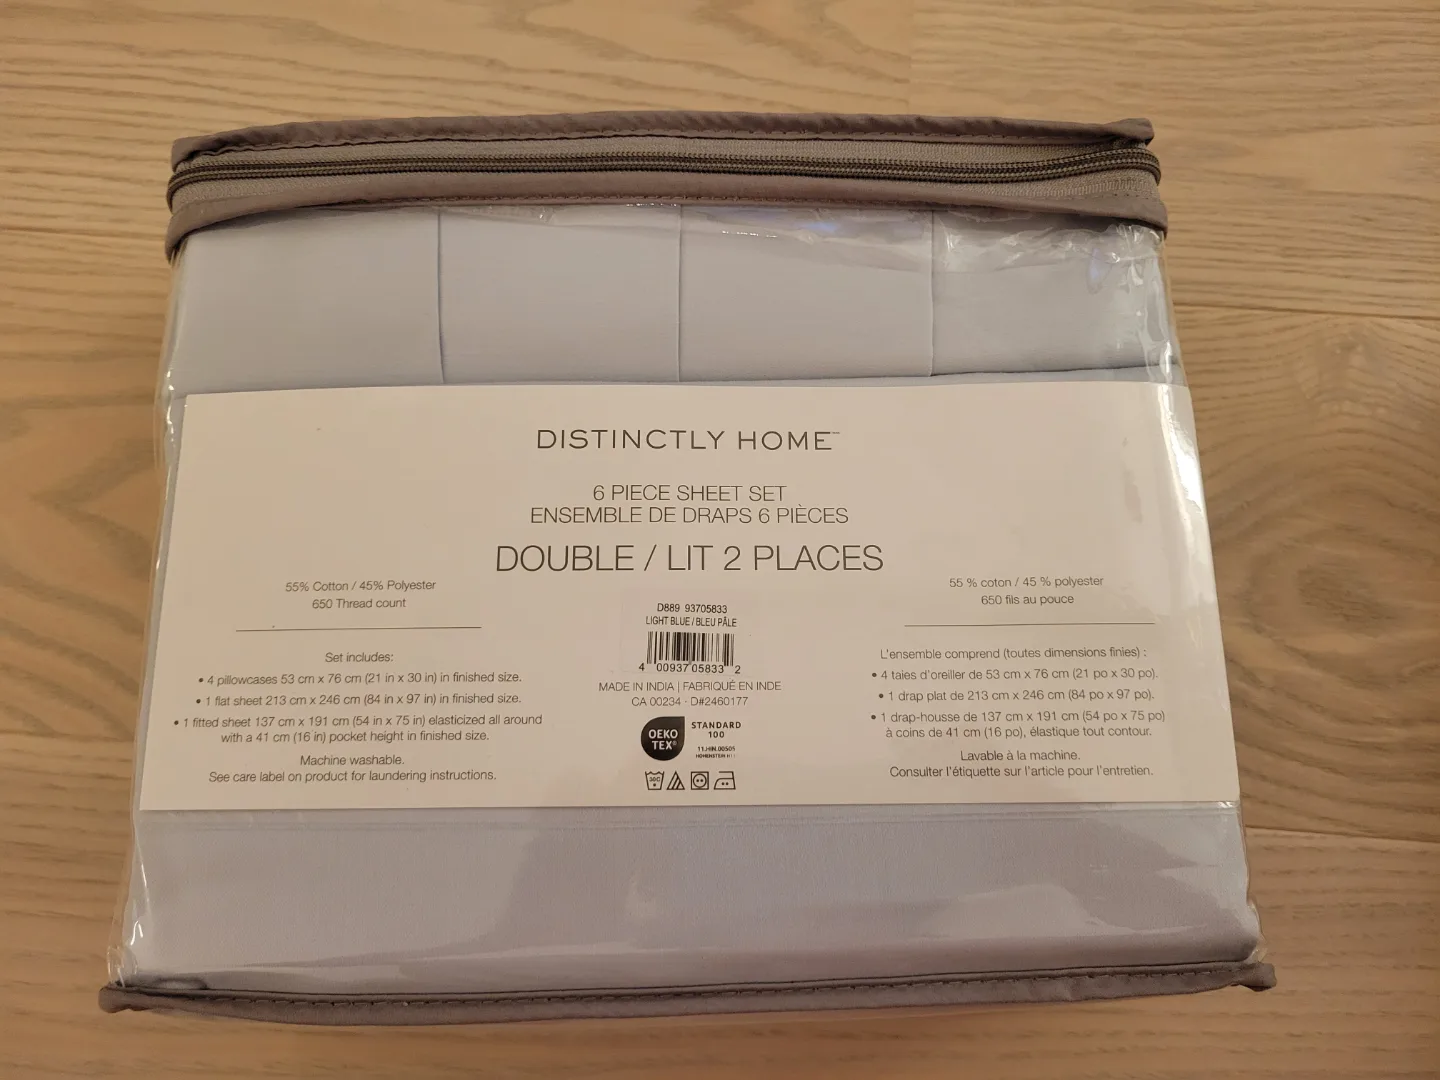 DISTINCTLY HOME™
6 PIECE SHEET SET
ENSEMBLE DE DRAPS 6 PIÈCES
DOUBLE / LIT 2 PLACES
55% Cotton / 45% Polyester
650 Thread count
Set includes:
• 4 pillowcases 53 cm x 76 cm (21 in x 30 in) in finished size.
• 1 flat sheet 213 cm x 246 cm (84 in x 97 in) in finished size.
• 1 fitted sheet 137 cm x 191 cm (54 in x 75 in) elasticized all around
with a 41 cm (16 in) pocket height in finished size.
Machine washable.
See care label on product for laundering instructions.
D889 93705833
LIGHT BLUE / BLEU PÂLE
4 00937 05833 2
MADE IN INDIA | FABRIQUÉ EN INDE
CA 00234 - D#2460177
OEKO
TEX®
STANDARD
100
11.HIN.00505
HOHENSTEIN
55 % coton / 45 % polyester
650 fils au pouce
L'ensemble comprend (toutes dimensions finies) :
• 4 taies d'oreiller de 53 cm x 76 cm (21 po x 30 po).
• 1 drap plat de 213 cm x 246 cm (84 po x 97 po).
• 1 drap-housse de 137 cm x 191 cm (54 po x 75 po)
à coins de 41 cm (16 po), élastique tout contour.
Lavable à la machine.
Consulter l'étiquette sur l'article pour l'entretien.